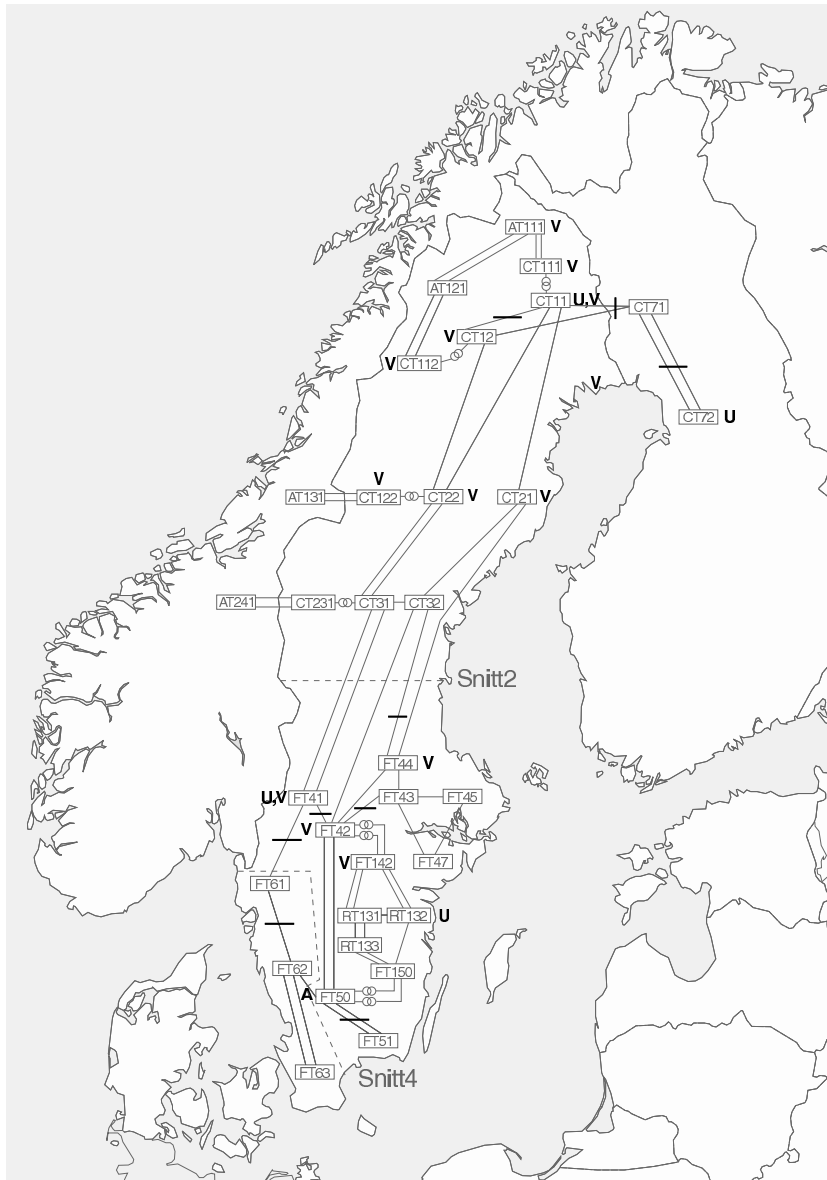 AT111 V
CT111 V
AT121
CT11 U,V CT71
V CT12
V CT112
V
CT72 U
V
AT131 CT122 CT22 V CT21 V
AT241 CT231 CT31 CT32
Snitt2
FT44 V
U,V FT41 FT43 FT45
V FT42
V FT142 FT47
FT61
RT131 RT132 U
RT133
FT62 FT150
A FT50
FT51
FT63
Snitt4